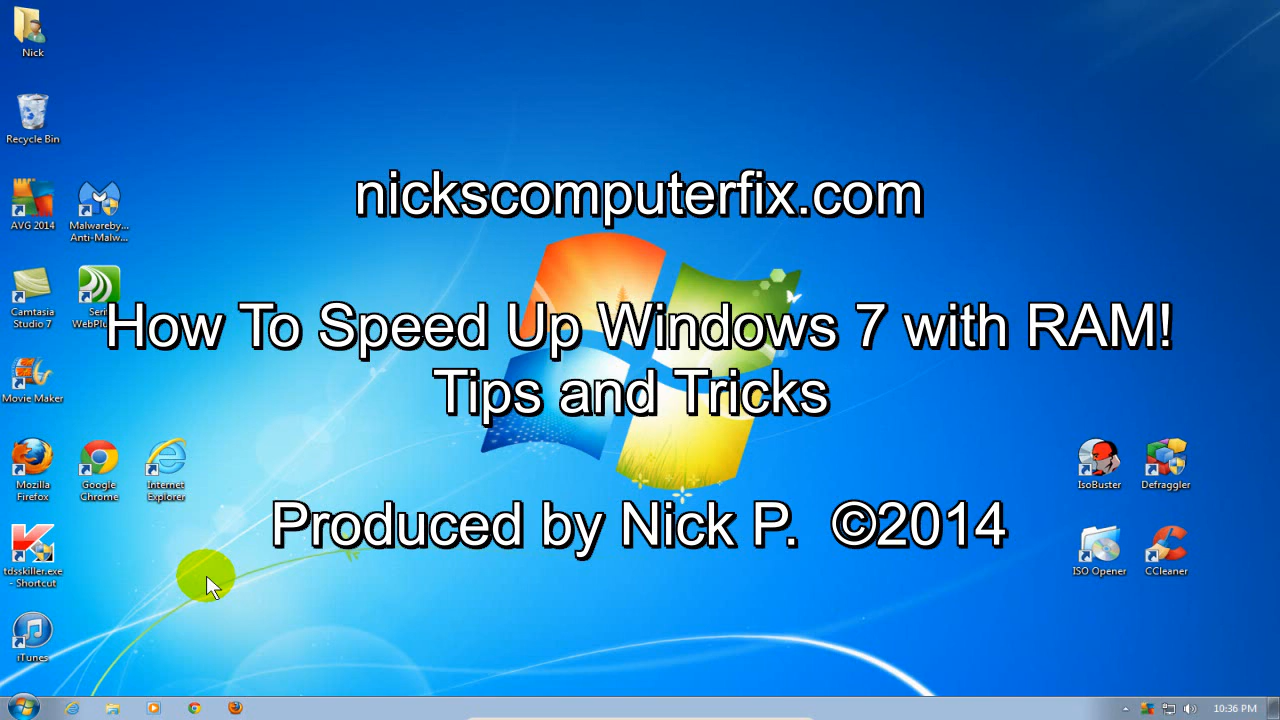 Nick
Recycle Bin
AVG 2014
Malwareby...
Anti-Malw...
nickscomputerfix.com
Camtasia
Studio 7
How To Speed Up Windows 7 with RAM!
Tips and Tricks
Movie Maker
Mozilla
Firefox
Google
Chrome
Internet
Explorer
IsoBuster
Defraggler
Produced by Nick P. ©2014
tdsskiller.exe
- Shortcut
ISO Opener
CCleaner
iTunes
10:36 PM